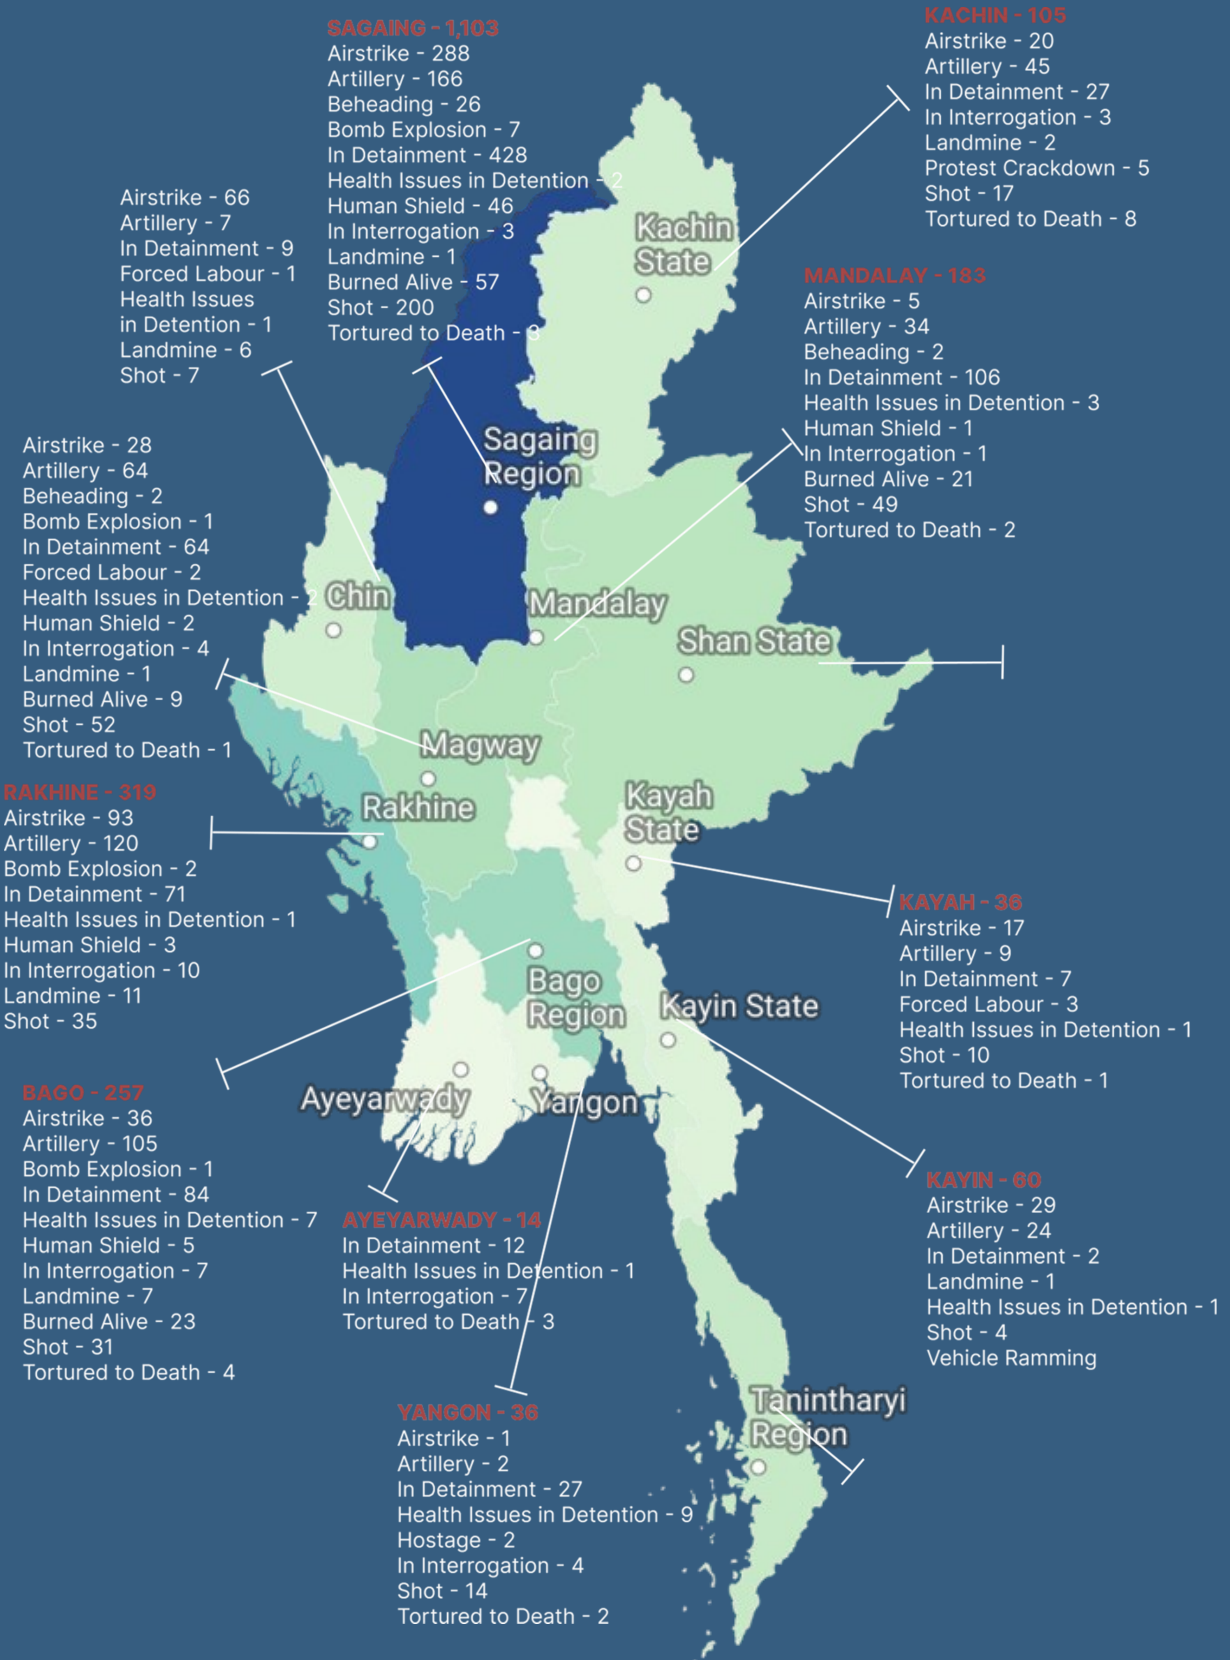 SAGAING - 1,103
Airstrike - 288
Artillery - 166
Beheading - 26
Bomb Explosion - 7
In Detainment - 428
Health Issues in Detention - 2
Human Shield - 46
In Interrogation - 3
Landmine - 1
Burned Alive - 57
Shot - 200
Tortured to Death - 8
KACHIN - 105
Airstrike - 20
Artillery - 45
In Detainment - 27
In Interrogation - 3
Landmine - 2
Protest Crackdown - 5
Shot - 17
Tortured to Death - 8
Airstrike - 66
Artillery - 7
In Detainment - 9
Forced Labour - 1
Health Issues
in Detention - 1
Landmine - 6
Shot - 7
MANDALAY - 183
Airstrike - 5
Artillery - 34
Beheading - 2
In Detainment - 106
Health Issues in Detention - 3
Human Shield - 1
In Interrogation - 1
Burned Alive - 21
Shot - 49
Tortured to Death - 2
Airstrike - 28
Artillery - 64
Beheading - 2
Bomb Explosion - 1
In Detainment - 64
Forced Labour - 2
Health Issues in Detention - 2
Human Shield - 2
In Interrogation - 4
Landmine - 1
Burned Alive - 9
Shot - 52
Tortured to Death - 1
Kachin
State
Sagaing
Region
Chin
Mandalay
Shan State
Magway
Rakhine
Kayah
State
Bago
Region
Kayin State
Ayeyarwady
Yangon
Tanintharyi
Region
RAKHINE - 319
Airstrike - 93
Artillery - 120
Bomb Explosion - 2
In Detainment - 71
Health Issues in Detention - 1
Human Shield - 3
In Interrogation - 10
Landmine - 11
Shot - 35
KAYAH - 36
Airstrike - 17
Artillery - 9
In Detainment - 7
Forced Labour - 3
Health Issues in Detention - 1
Shot - 10
Tortured to Death - 1
BAGO - 257
Airstrike - 36
Artillery - 105
Bomb Explosion - 1
In Detainment - 84
Health Issues in Detention - 7
Human Shield - 5
In Interrogation - 7
Landmine - 7
Burned Alive - 23
Shot - 31
Tortured to Death - 4
AYEYARWADY - 14
In Detainment - 12
Health Issues in Detention - 1
In Interrogation - 7
Tortured to Death - 3
KAYIN - 60
Airstrike - 29
Artillery - 24
In Detainment - 2
Landmine - 1
Health Issues in Detention - 1
Shot - 4
Vehicle Ramming
YANGON - 36
Airstrike - 1
Artillery - 2
In Detainment - 27
Health Issues in Detention - 9
Hostage - 2
In Interrogation - 4
Shot - 14
Tortured to Death - 2